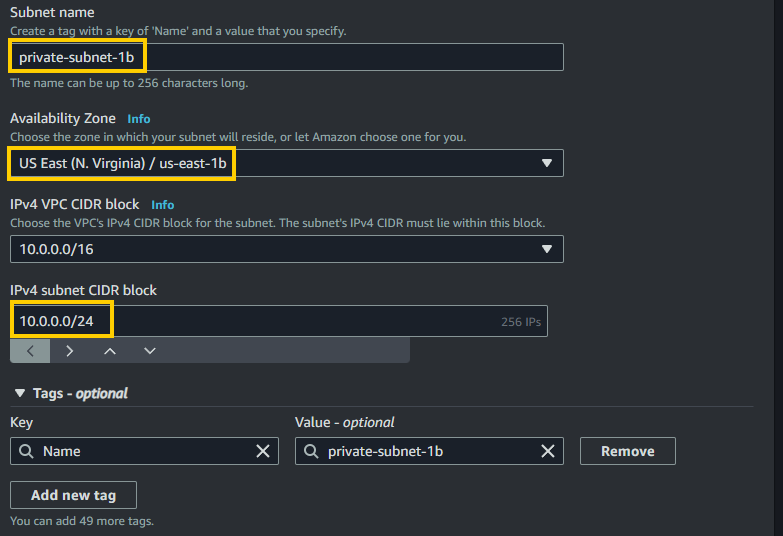 Subnet name
Create a tag with a key of 'Name' and a value that you specify.
private-subnet-1b
The name can be up to 256 characters long.
Availability Zone Info
Choose the zone in which your subnet will reside, or let Amazon choose one for you.
US East (N. Virginia) / us-east-1b
IPv4 VPC CIDR block Info
Choose the VPC's IPv4 CIDR block for the subnet. The subnet's IPv4 CIDR must lie within this block.
10.0.0.0/16
IPv4 subnet CIDR block
10.0.0.0/24 256 IPs
Tags - optional
Key Value - optional
Name private-subnet-1b Remove
Add new tag
You can add 49 more tags.